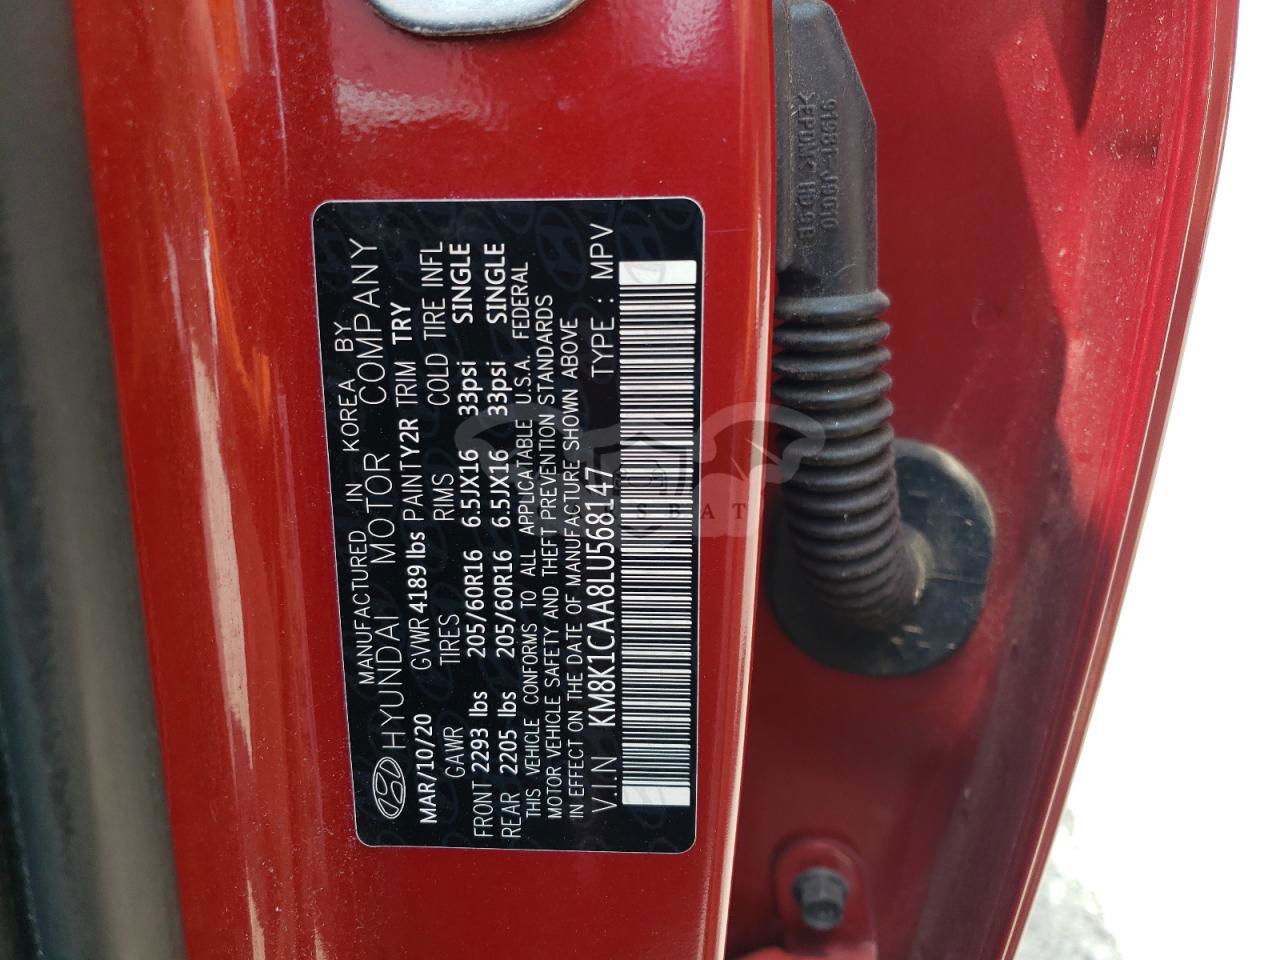 MANUFACTURED IN KOREA BY
HYUNDAI MOTOR COMPANY
MAR/10/20 GVWR 4189 lbs PAINT Y2R TRIM TRY
GAWR TIRES RIMS COLD TIRE INFL
FRONT 2293 lbs 205/60R16 6.5JX16 33psi SINGLE
REAR 2205 lbs 205/60R16 6.5JX16 33psi SINGLE
THIS VEHICLE CONFORMS TO ALL APPLICATABLE U.S.A. FEDERAL
MOTOR VEHICLE SAFETY AND THEFT PREVENTION STANDARDS
IN EFFECT ON THE DATE OF MANUFACTURE SHOWN ABOVE
V.I.N KM8K1CAA8LU568147 TYPE : MPV
91981-J9010